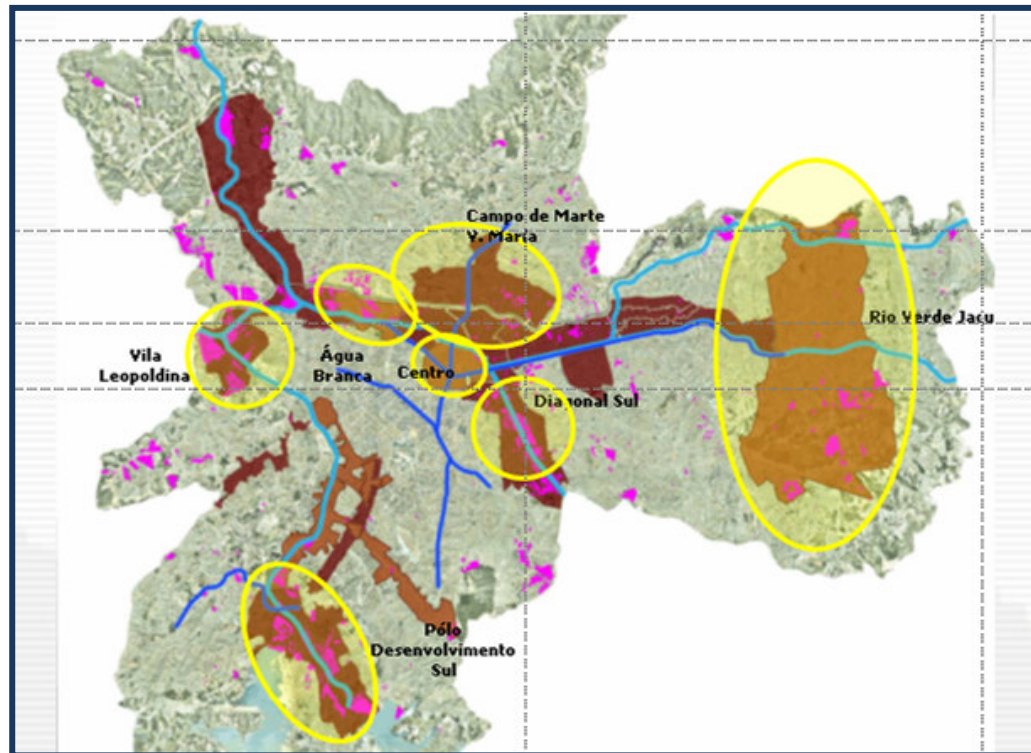 Campo de Marte
V. Maria
Rio Verde Jacu
Vila
Leopoldina
Água
Branca
Centro
Diagonal Sul
Pólo
Desenvolvimento
Sul